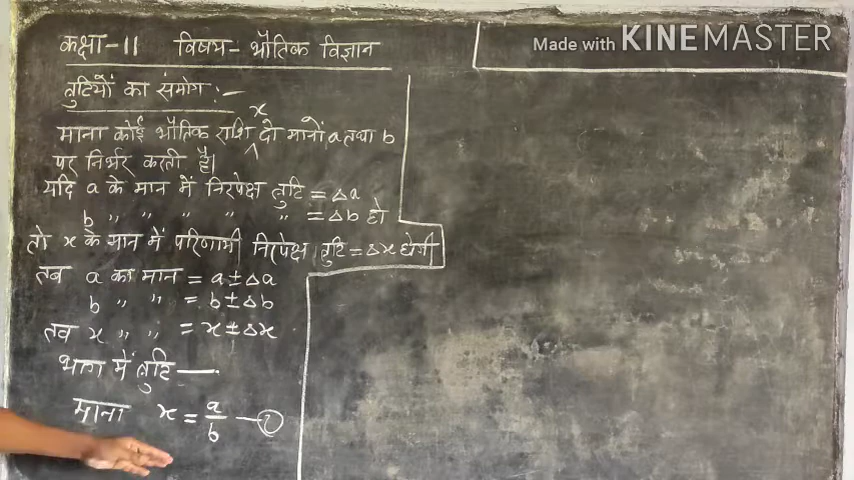 कक्षा-11 विषय- भौतिक विज्ञान
Made with KINEMASTER
त्रुटियों का संयोग :-
माना कोई भौतिक राशि x दो मानों a तथा b
पर निर्भर करती है।
यदि a के मान में निरपेक्ष त्रुटि = Δa
b " " " " " = Δb हो
तो x के मान में परिणामी निरपेक्ष त्रुटि = Δx होगी
तब a का मान = a ± Δa
b " " = b ± Δb
तब x " " = x ± Δx
भाग में त्रुटि —
माना x = a/b —①